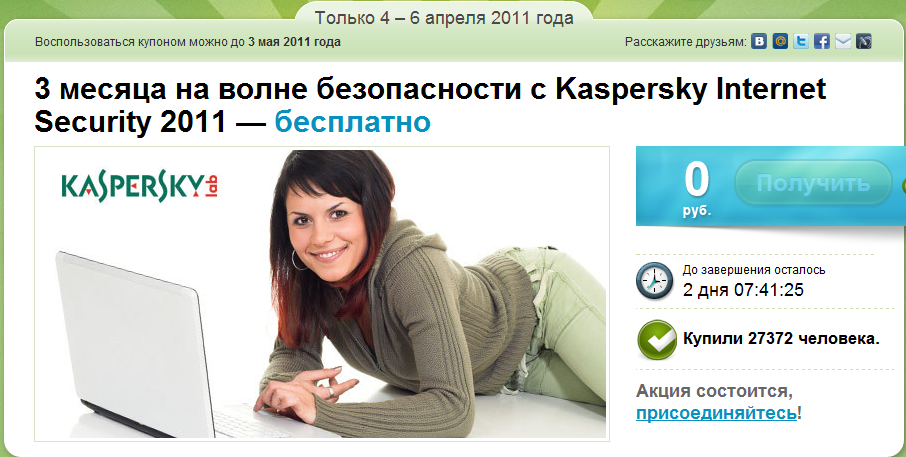 Только 4 – 6 апреля 2011 года
Воспользоваться купоном можно до 3 мая 2011 года
Расскажите друзьям:
3 месяца на волне безопасности с Kaspersky Internet
Security 2011 — бесплатно
KASPERSKY lab
0
руб.
Получить
До завершения осталось
2 дня 07:41:25
Купили 27372 человека.
Акция состоится,
присоединяйтесь!